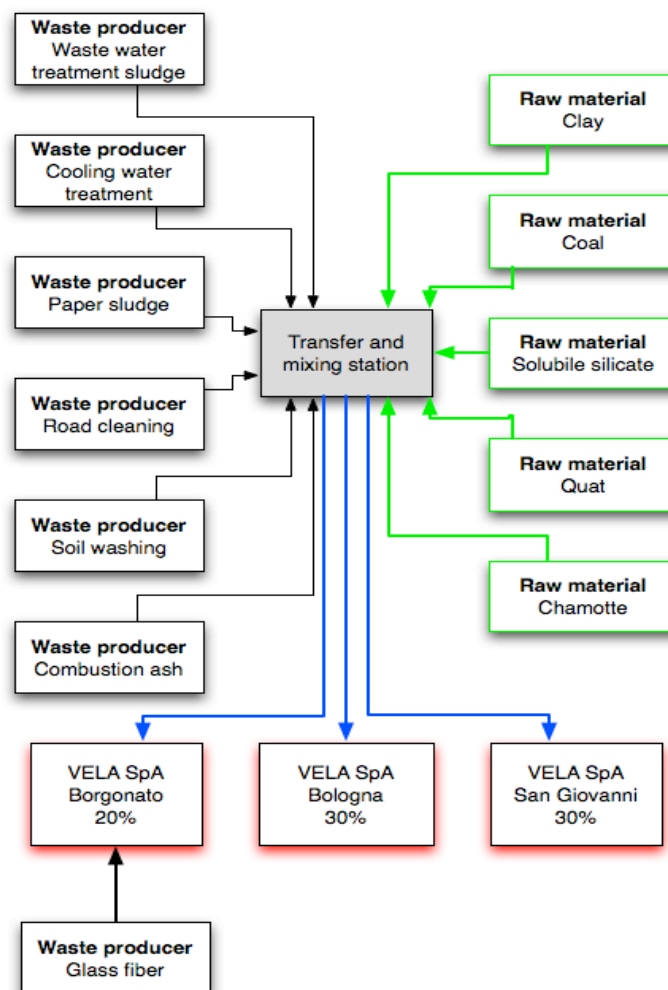 Waste producer
Waste water
treatment sludge
Waste producer
Cooling water
treatment
Waste producer
Paper sludge
Waste producer
Road cleaning
Waste producer
Soil washing
Waste producer
Combustion ash
Transfer and
mixing station
Raw material
Clay
Raw material
Coal
Raw material
Solubile silicate
Raw material
Quat
Raw material
Chamotte
VELA SpA
Borgonato
20%
VELA SpA
Bologna
30%
VELA SpA
San Giovanni
30%
Waste producer
Glass fiber